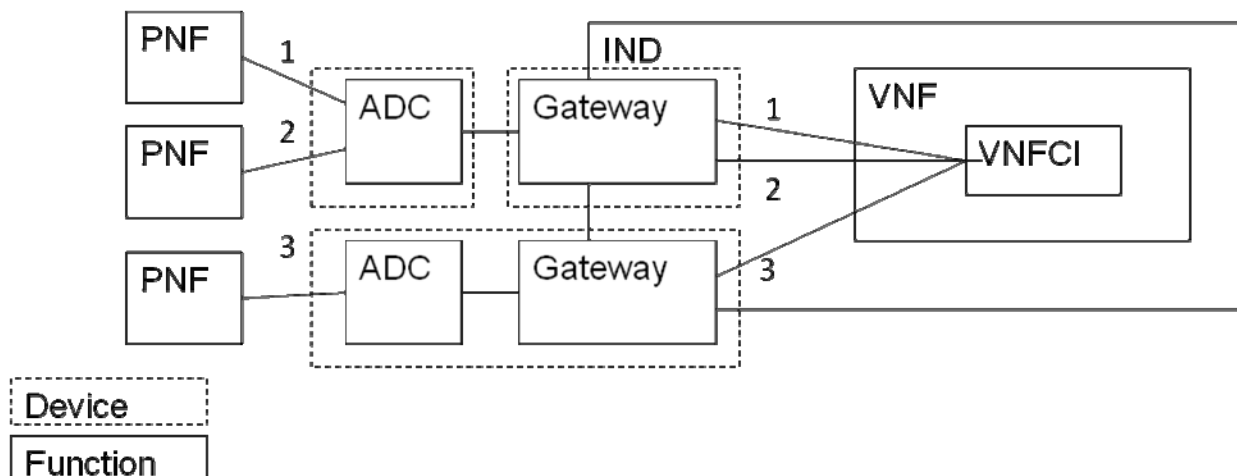 PNF
1
IND
ADC
Gateway
1
VNF
PNF
2
VNFCI
2
PNF
3
ADC
Gateway
3
Device
Function